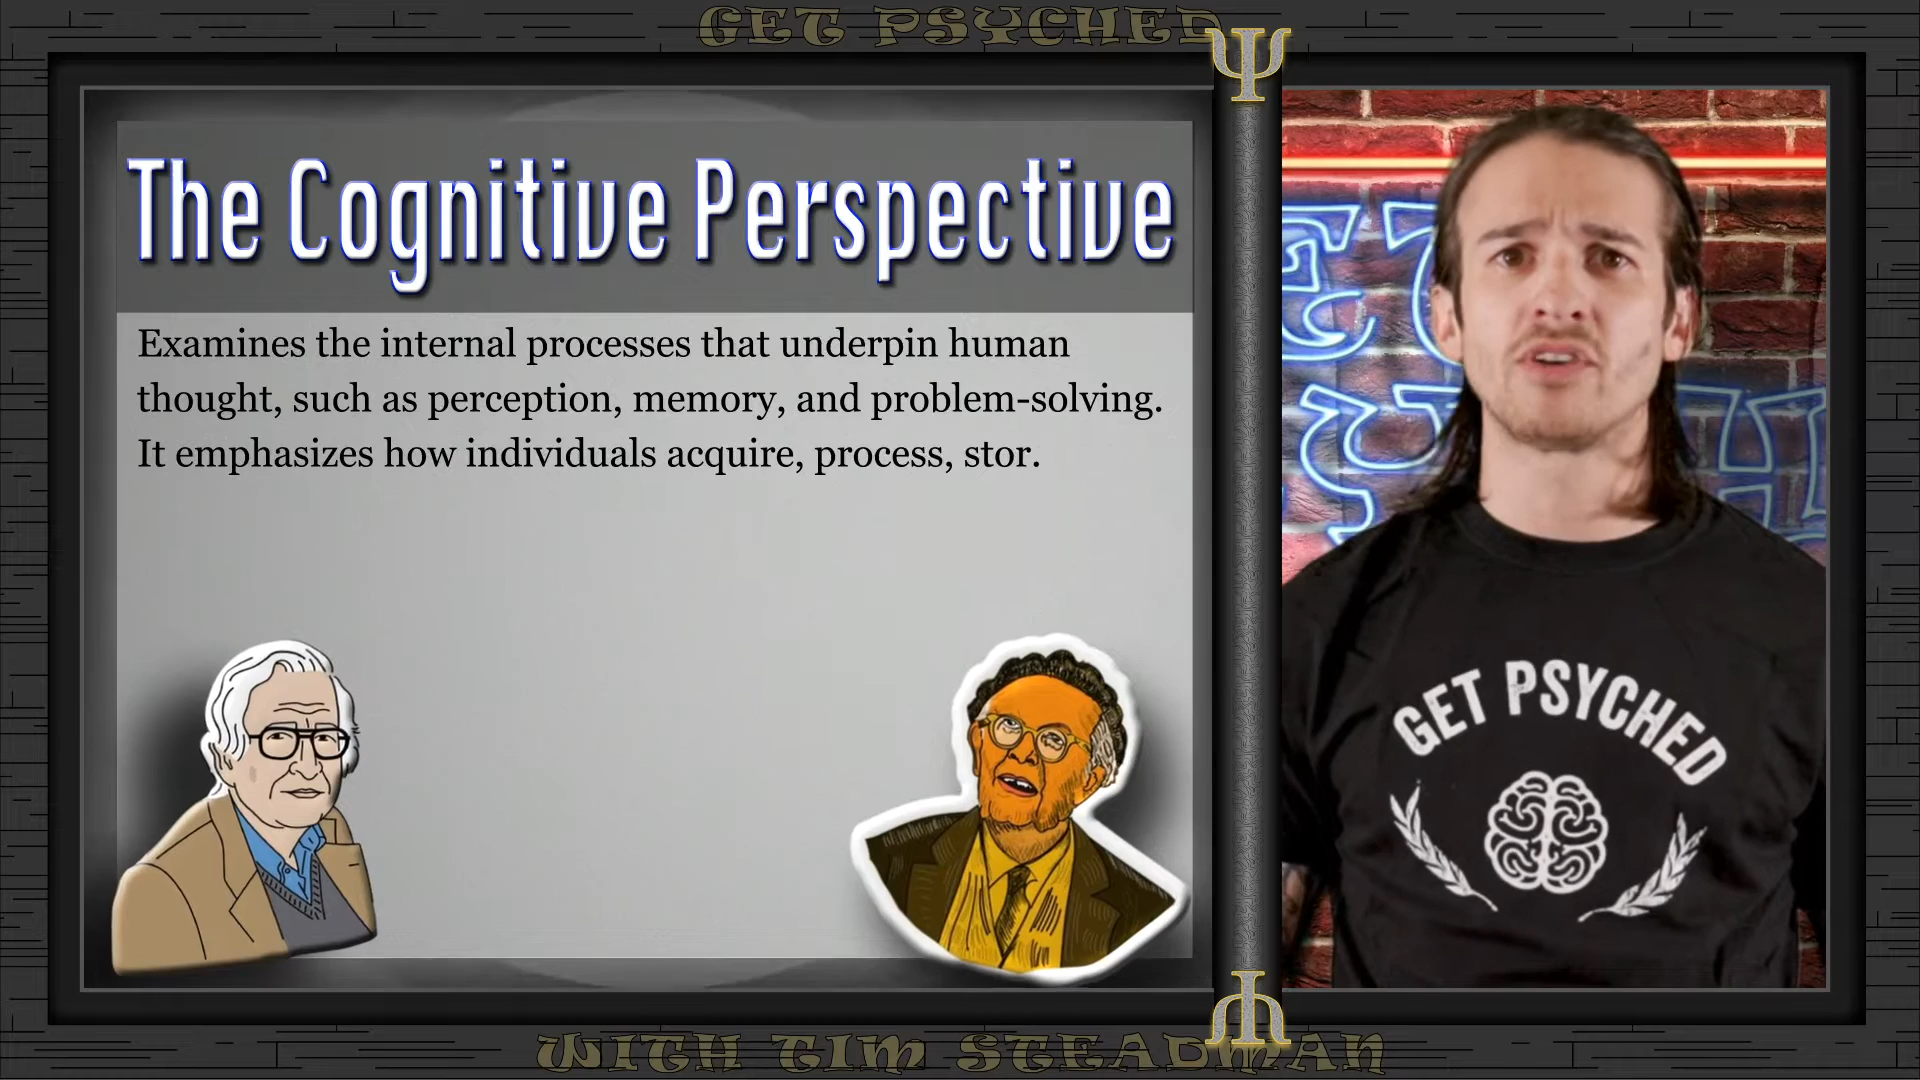 GET PSYCHED
The Cognitive Perspective
Examines the internal processes that underpin human
thought, such as perception, memory, and problem-solving.
It emphasizes how individuals acquire, process, stor.
GET PSYCHED
WITH TIM STEADMAN